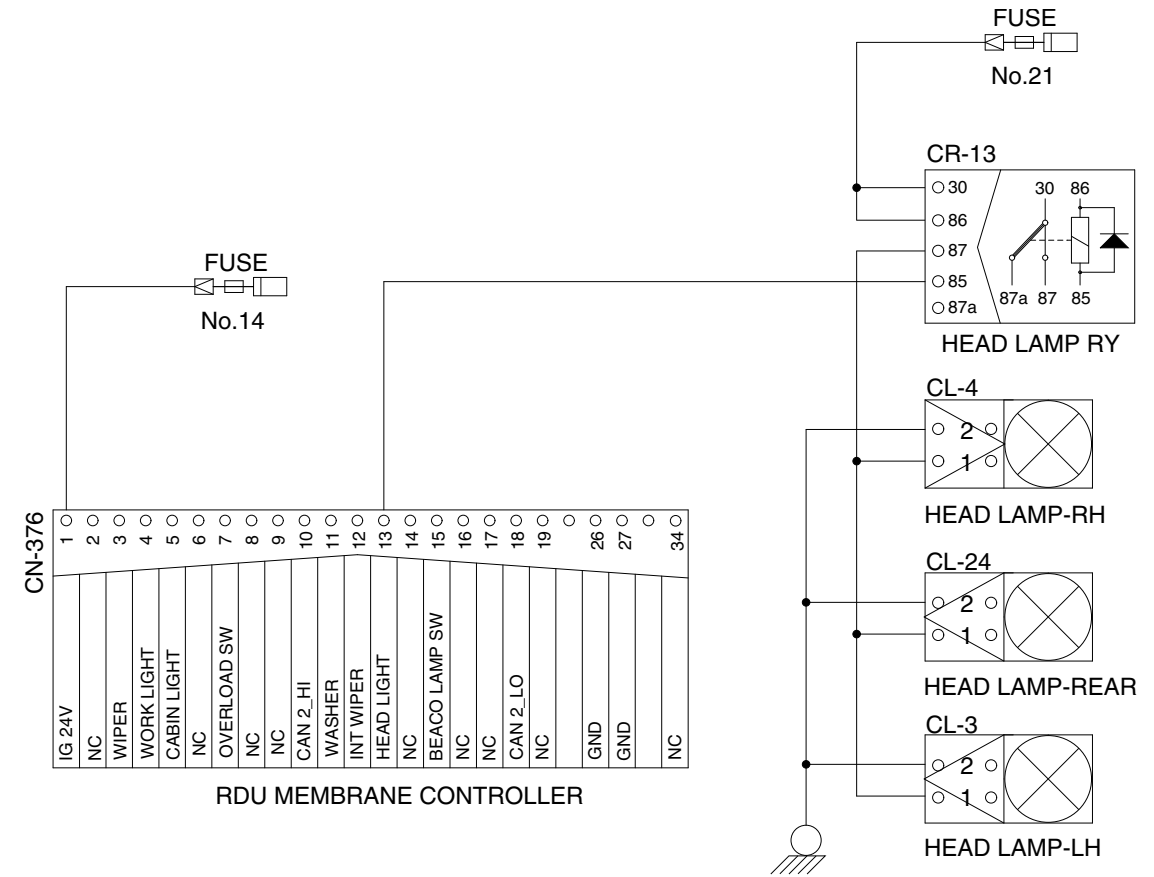 FUSE
No.21
CR-13
30
86
87
85
87a
30 86
87a 87 85
HEAD LAMP RY
FUSE
No.14
CL-4
2
1
HEAD LAMP-RH
CL-24
2
1
HEAD LAMP-REAR
CL-3
2
1
HEAD LAMP-LH
CN-376
1 2 3 4 5 6 7 8 9 10 11 12 13 14 15 16 17 18 19 26 27 34
IG 24V
NC
WIPER
WORK LIGHT
CABIN LIGHT
NC
OVERLOAD SW
NC
NC
CAN 2_HI
WASHER
INT WIPER
HEAD LIGHT
NC
BEACO LAMP SW
NC
NC
CAN 2_LO
NC
GND
GND
NC
RDU MEMBRANE CONTROLLER